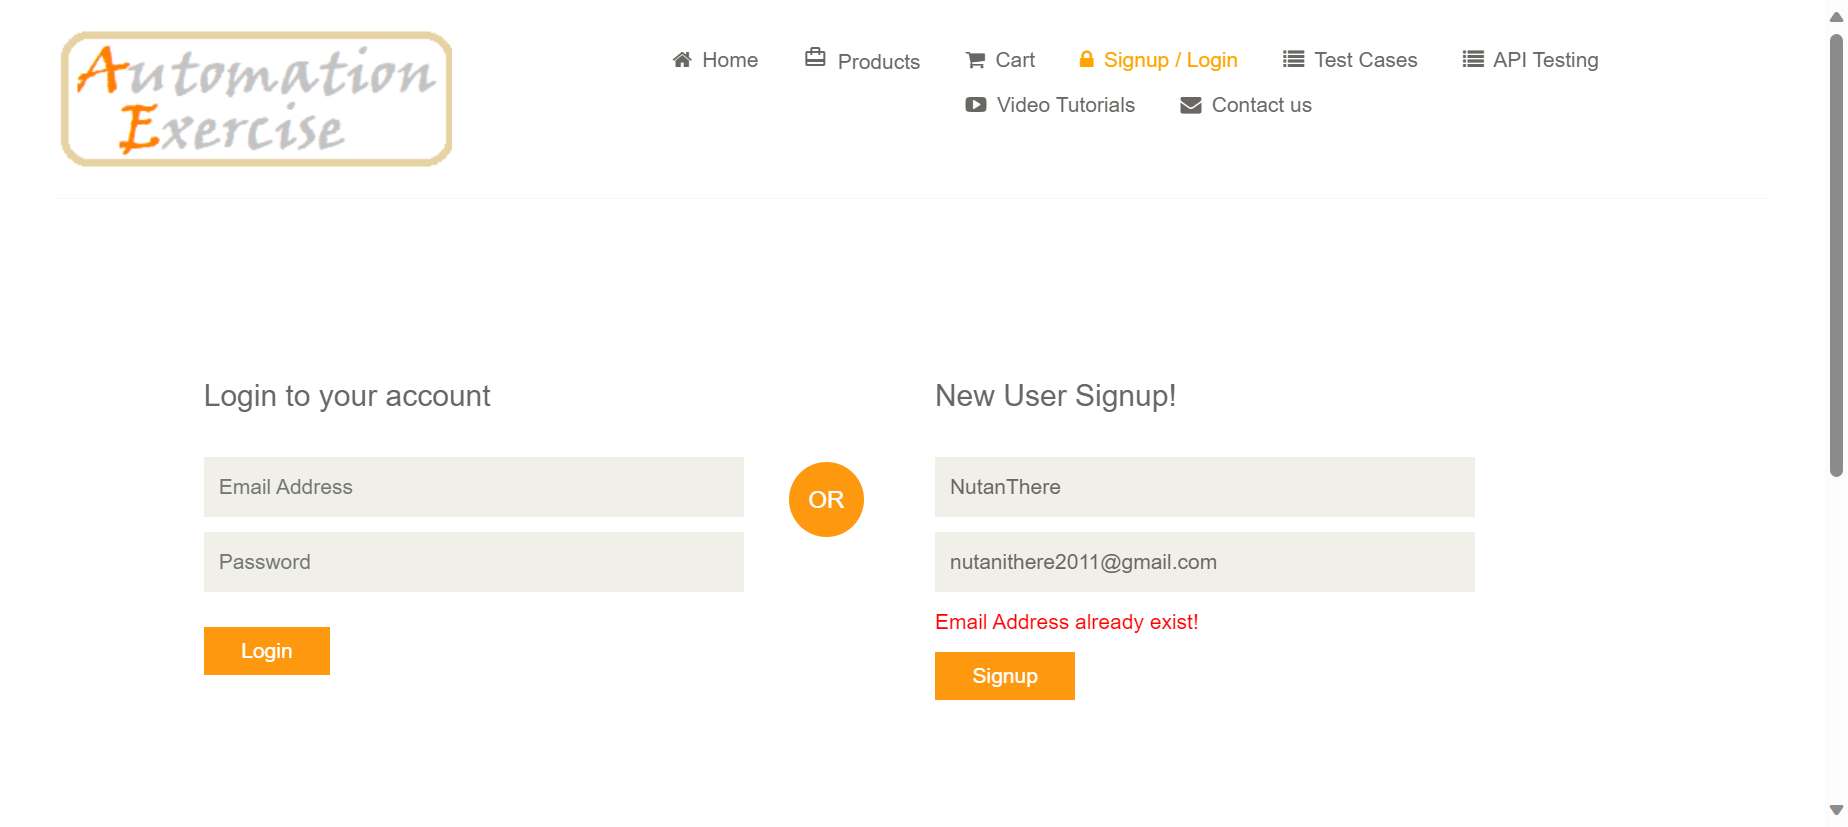 Automation
Exercise
Home Products Cart Signup / Login Test Cases API Testing
Video Tutorials Contact us
Login to your account
Email Address
Password
Login
OR
New User Signup!
NutanThere
nutanithere2011@gmail.com
Email Address already exist!
Signup